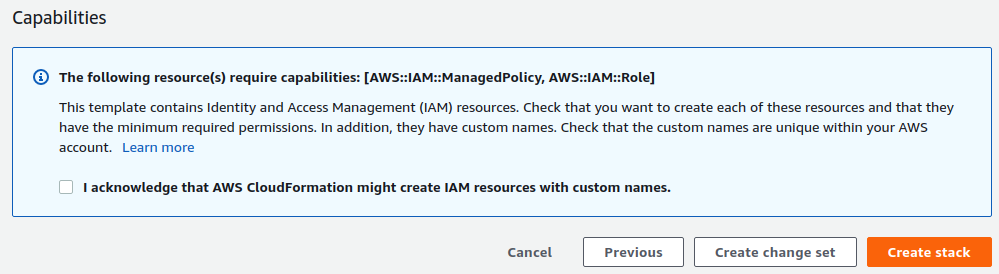 Capabilities
The following resource(s) require capabilities: [AWS::IAM::ManagedPolicy, AWS::IAM::Role]
This template contains Identity and Access Management (IAM) resources. Check that you want to create each of these resources and that they
have the minimum required permissions. In addition, they have custom names. Check that the custom names are unique within your AWS
account. Learn more
I acknowledge that AWS CloudFormation might create IAM resources with custom names.
Cancel Previous Create change set Create stack